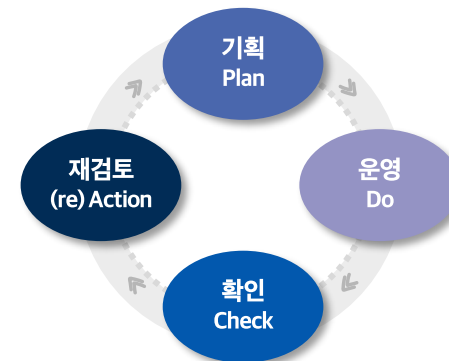 기획
Plan
운영
Do
확인
Check
재검토
(re) Action